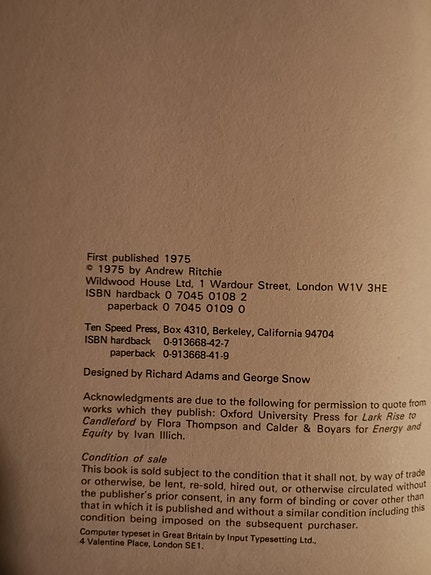 First published 1975
© 1975 by Andrew Ritchie
Wildwood House Ltd, 1 Wardour Street, London W1V 3HE
ISBN hardback 0 7045 0108 2
paperback 0 7045 0109 0
Ten Speed Press, Box 4310, Berkeley, California 94704
ISBN hardback 0-913668-42-7
paperback 0-913668-41-9
Designed by Richard Adams and George Snow
Acknowledgments are due to the following for permission to quote from
works which they publish: Oxford University Press for Lark Rise to
Candleford by Flora Thompson and Calder & Boyars for Energy and
Equity by Ivan Illich.
Condition of sale
This book is sold subject to the condition that it shall not, by way of trade
or otherwise, be lent, re-sold, hired out, or otherwise circulated without
the publisher's prior consent, in any form of binding or cover other than
that in which it is published and without a similar condition including this
condition being imposed on the subsequent purchaser.
Computer typeset in Great Britain by Input Typesetting Ltd.,
4 Valentine Place, London SE1.